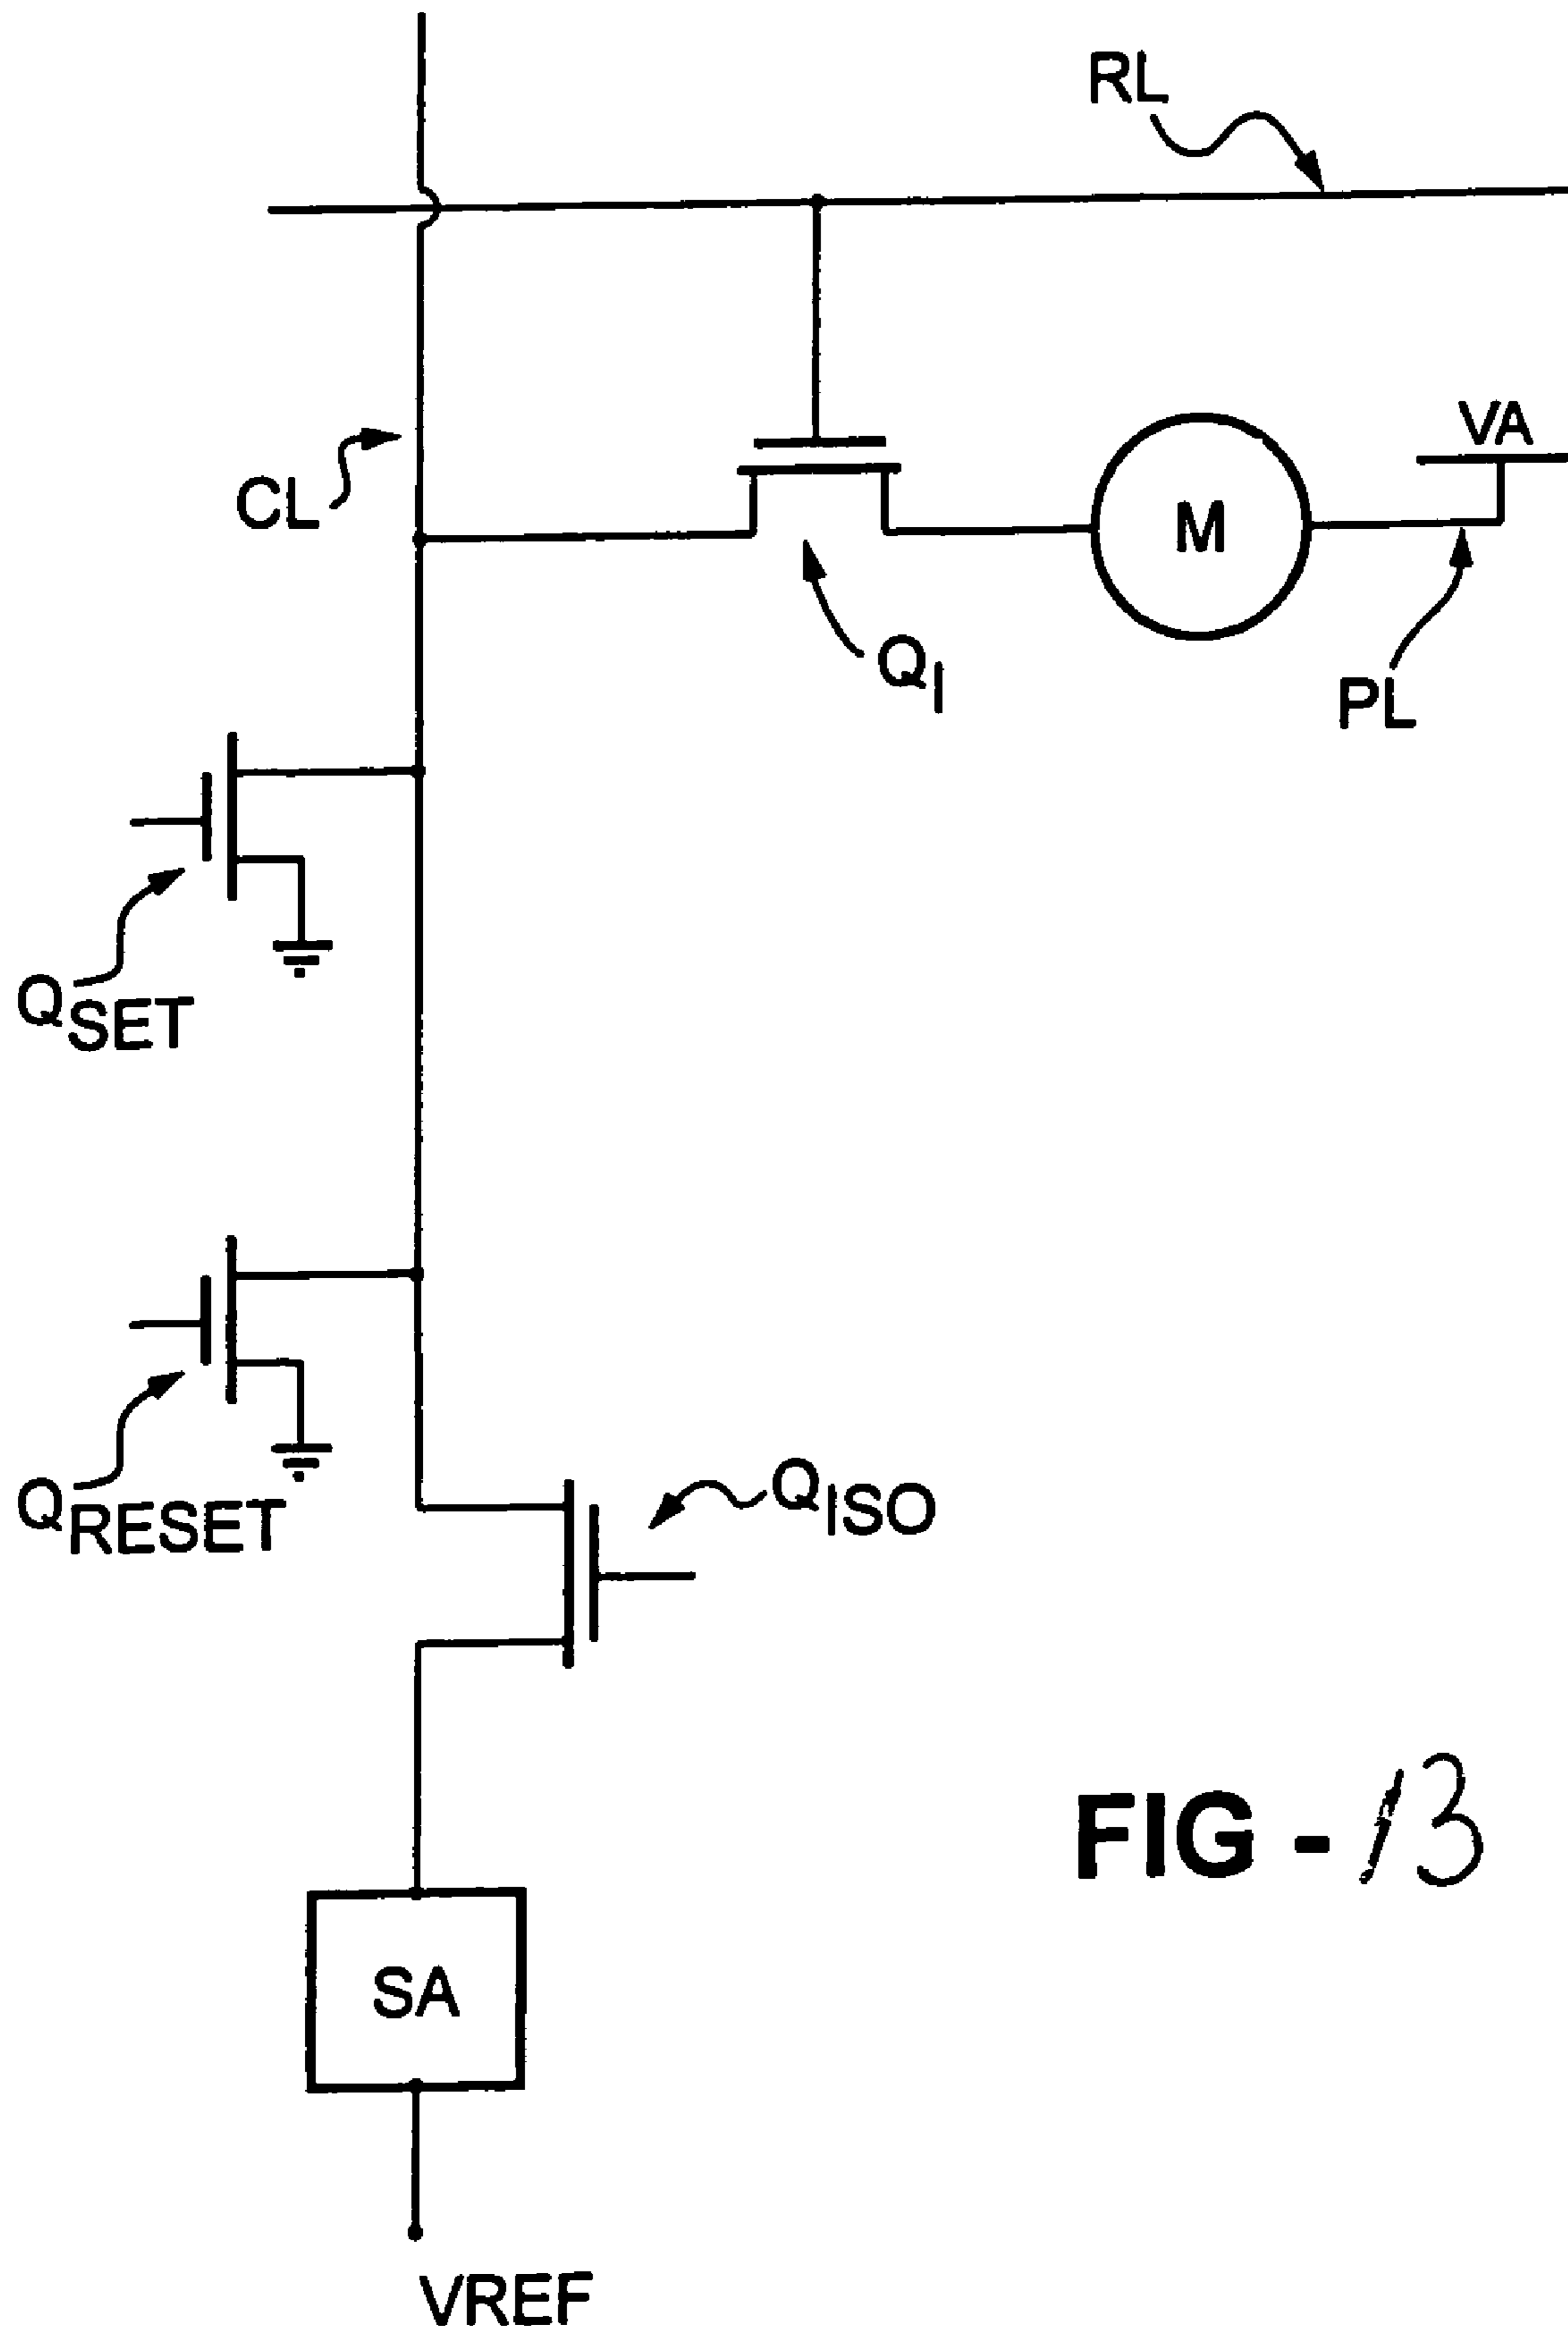 RL
VA
CL
M
QI
PL
QSET
QRESET
QISO
FIG - 13
SA
VREF